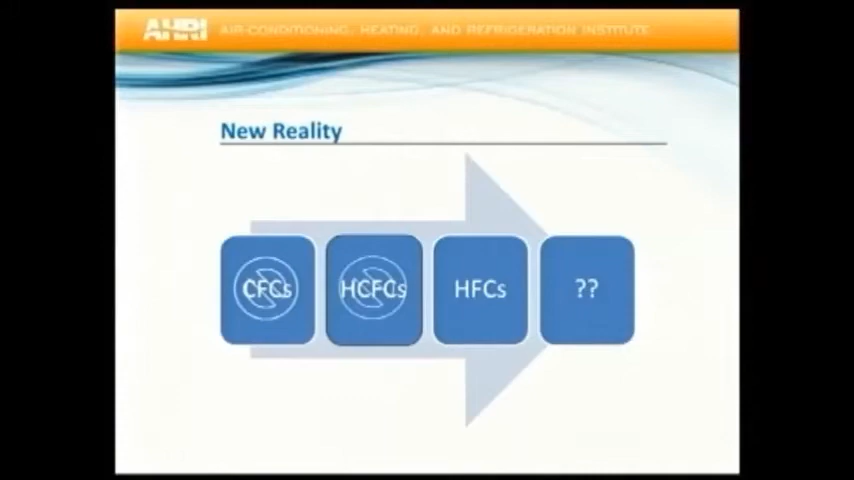 AHRI AIR-CONDITIONING, HEATING, AND REFRIGERATION INSTITUTE
New Reality
CFCs HCFCs HFCs ??